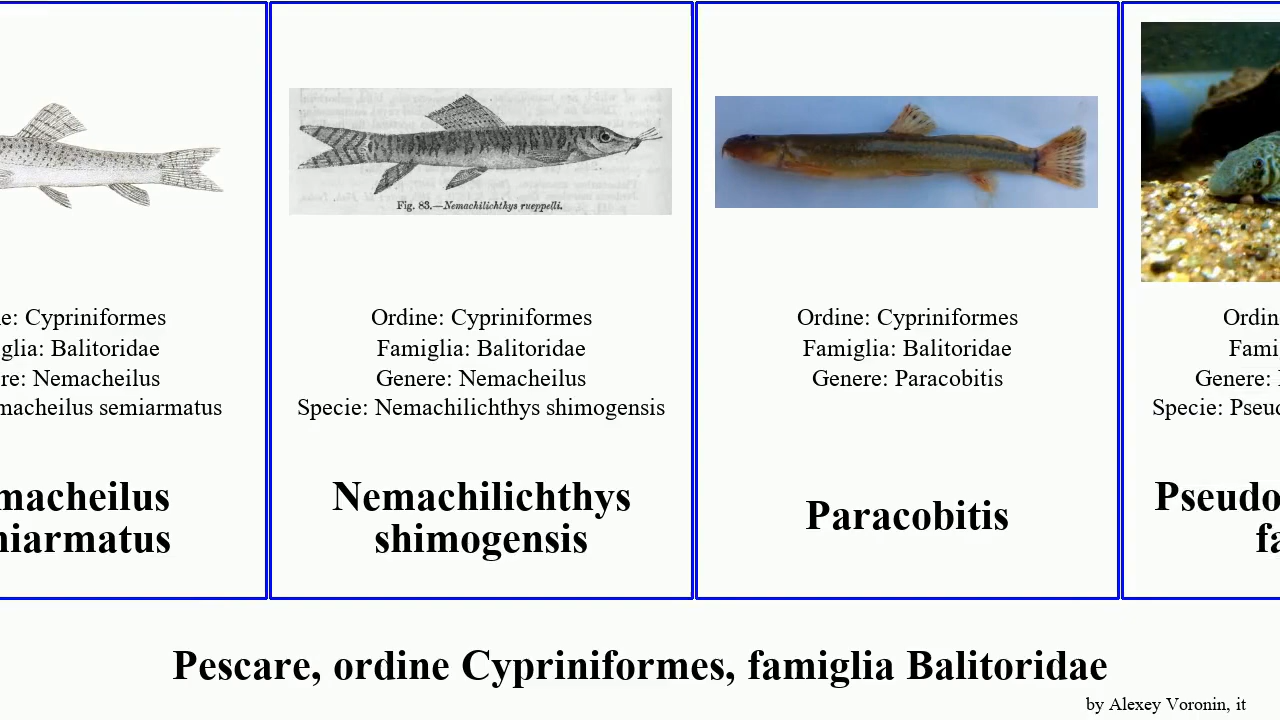 e: Cypriniformes
glia: Balitoridae
re: Nemacheilus
macheilus semiarmatus
macheilus
niarmatus
Fig. 83.—Nemachilichthys rueppelli.
Ordine: Cypriniformes
Famiglia: Balitoridae
Genere: Nemacheilus
Specie: Nemachilichthys shimogensis
Nemachilichthys
shimogensis
Ordine: Cypriniformes
Famiglia: Balitoridae
Genere: Paracobitis
Paracobitis
Ordin
Fami
Genere:
Specie: Pseud
Pseudo
fa
Pescare, ordine Cypriniformes, famiglia Balitoridae
by Alexey Voronin, it